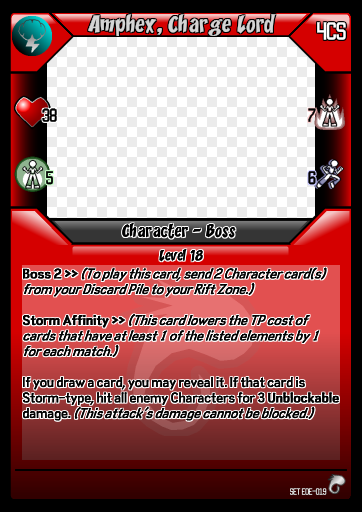 Amphex, Charge Lord
4CS
38
7
5
6
Character - Boss
Level 18
Boss 2 >> (To play this card, send 2 Character card(s)
from your Discard Pile to your Rift Zone.)
Storm Affinity >> (This card lowers the TP cost of
cards that have at least 1 of the listed elements by 1
for each match.)
If you draw a card, you may reveal it. If that card is
Storm-type, hit all enemy Characters for 3 Unblockable
damage. (This attack's damage cannot be blocked.)
SET EOE-019